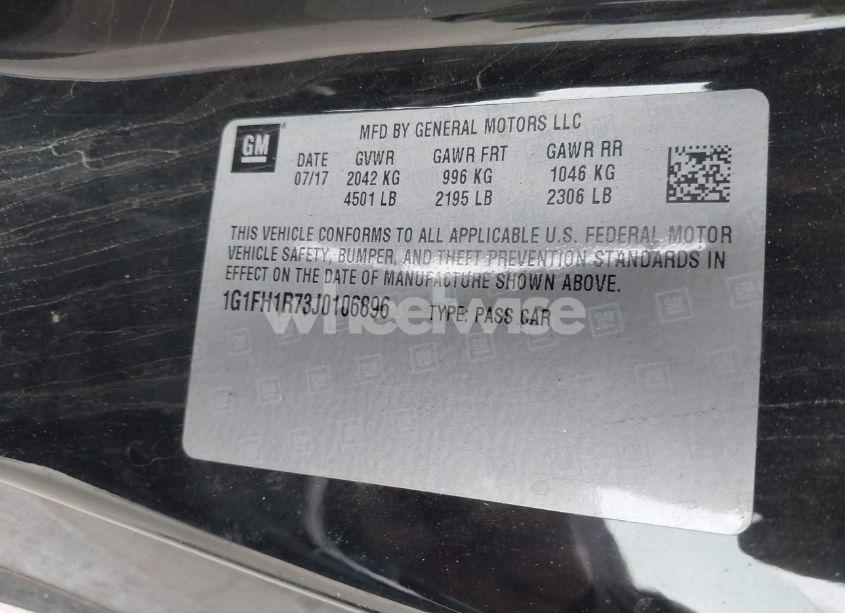 GM
MFD BY GENERAL MOTORS LLC
DATE GVWR GAWR FRT GAWR RR
07/17 2042 KG 996 KG 1046 KG
4501 LB 2195 LB 2306 LB
THIS VEHICLE CONFORMS TO ALL APPLICABLE U.S. FEDERAL MOTOR
VEHICLE SAFETY, BUMPER, AND THEFT PREVENTION STANDARDS IN
EFFECT ON THE DATE OF MANUFACTURE SHOWN ABOVE.
1G1FH1R73J0106896 TYPE: PASS CAR
wheelwise